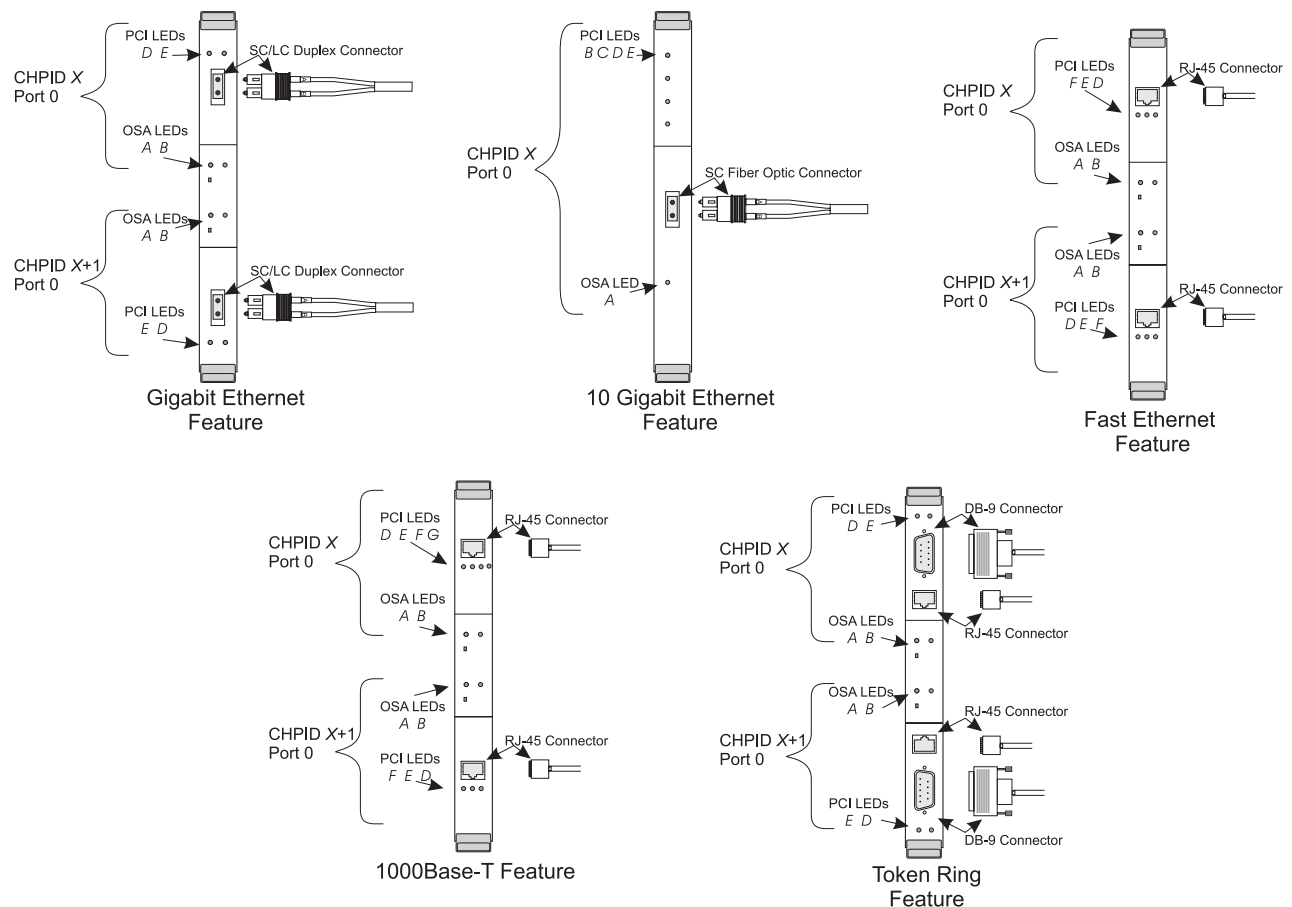 PCI LEDs
D E
SC/LC Duplex Connector
CHPID X
Port 0
OSA LEDs
A B
OSA LEDs
A B
CHPID X+1
Port 0
SC/LC Duplex Connector
PCI LEDs
E D
Gigabit Ethernet
Feature
PCI LEDs
B C D E
CHPID X
Port 0
SC Fiber Optic Connector
OSA LED
A
10 Gigabit Ethernet
Feature
PCI LEDs
F E D
RJ-45 Connector
CHPID X
Port 0
OSA LEDs
A B
OSA LEDs
A B
CHPID X+1
Port 0
RJ-45 Connector
PCI LEDs
D E F
Fast Ethernet
Feature
PCI LEDs
D E F G
RJ-45 Connector
CHPID X
Port 0
OSA LEDs
A B
OSA LEDs
A B
CHPID X+1
Port 0
RJ-45 Connector
PCI LEDs
F E D
1000Base-T Feature
PCI LEDs
D E
DB-9 Connector
CHPID X
Port 0
RJ-45 Connector
OSA LEDs
A B
OSA LEDs
A B
RJ-45 Connector
CHPID X+1
Port 0
PCI LEDs
E D
DB-9 Connector
Token Ring
Feature